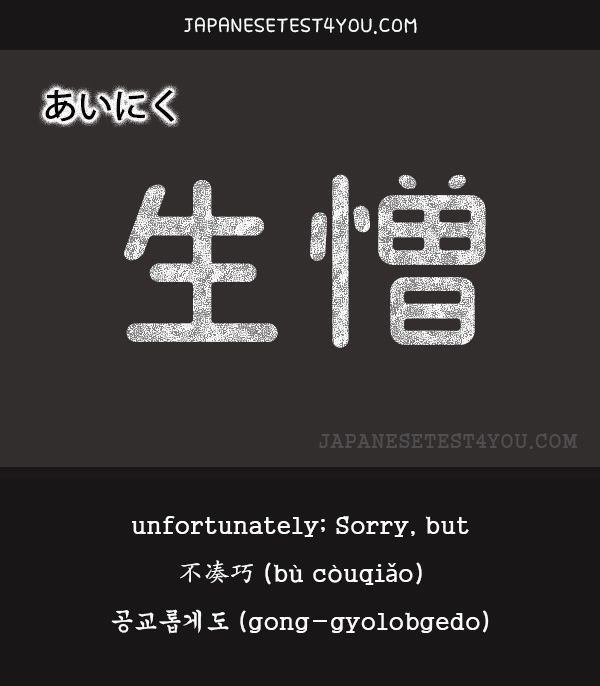 JAPANESETEST4YOU.COM
あいにく
生憎
JAPANESETEST4YOU.COM
unfortunately; Sorry, but
不凑巧 (bù còuqiǎo)
공교롭게도 (gong-gyolobgedo)